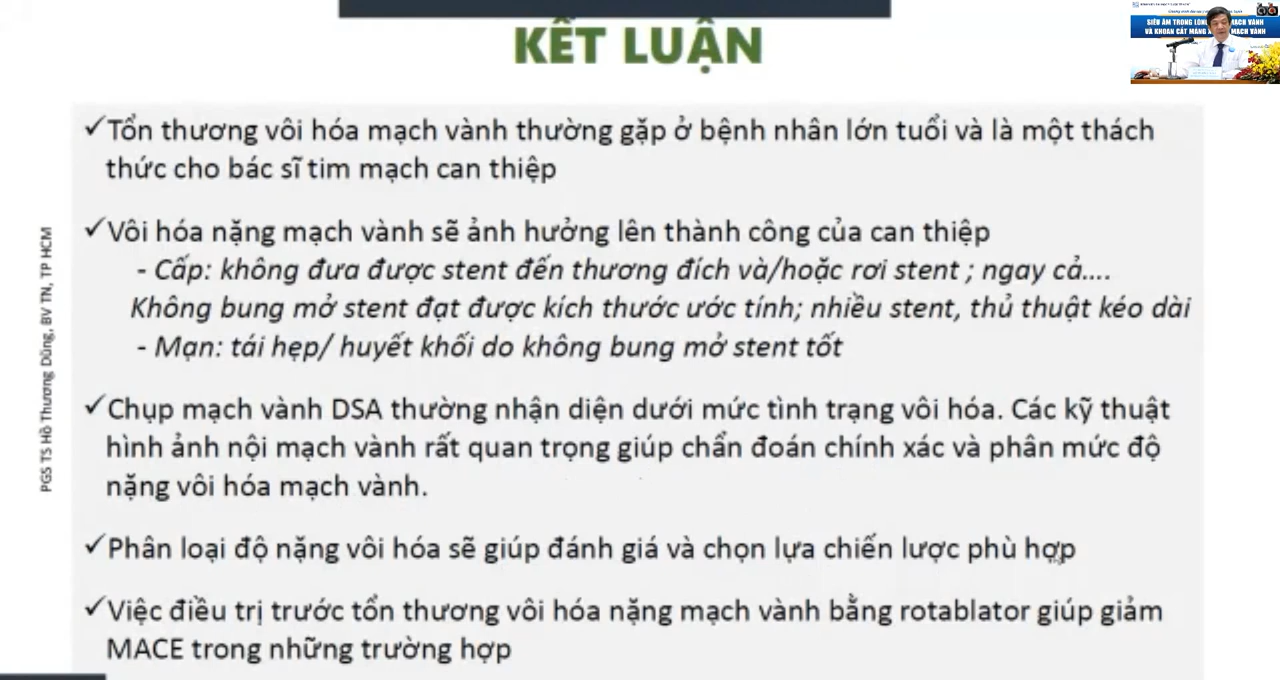 KẾT LUẬN
SIÊU ÂM TRONG LÒNG MẠCH VÀNH
VÀ KHOAN CẮT MẢNG MẠCH VÀNH
✓Tổn thương vôi hóa mạch vành thường gặp ở bệnh nhân lớn tuổi và là một thách
thức cho bác sĩ tim mạch can thiệp
✓Vôi hóa nặng mạch vành sẽ ảnh hưởng lên thành công của can thiệp
- Cấp: không đưa được stent đến thương đích và/hoặc rơi stent ; ngay cả....
Không bung mở stent đạt được kích thước ước tính; nhiều stent, thủ thuật kéo dài
- Mạn: tái hẹp/ huyết khối do không bung mở stent tốt
✓Chụp mạch vành DSA thường nhận diện dưới mức tình trạng vôi hóa. Các kỹ thuật
hình ảnh nội mạch vành rất quan trọng giúp chẩn đoán chính xác và phân mức độ
nặng vôi hóa mạch vành.
✓Phân loại độ nặng vôi hóa sẽ giúp đánh giá và chọn lựa chiến lược phù hợp
✓Việc điều trị trước tổn thương vôi hóa nặng mạch vành bằng rotablator giúp giảm
MACE trong những trường hợp
PGS TS Hồ Thượng Dũng, BV TN, TP HCM